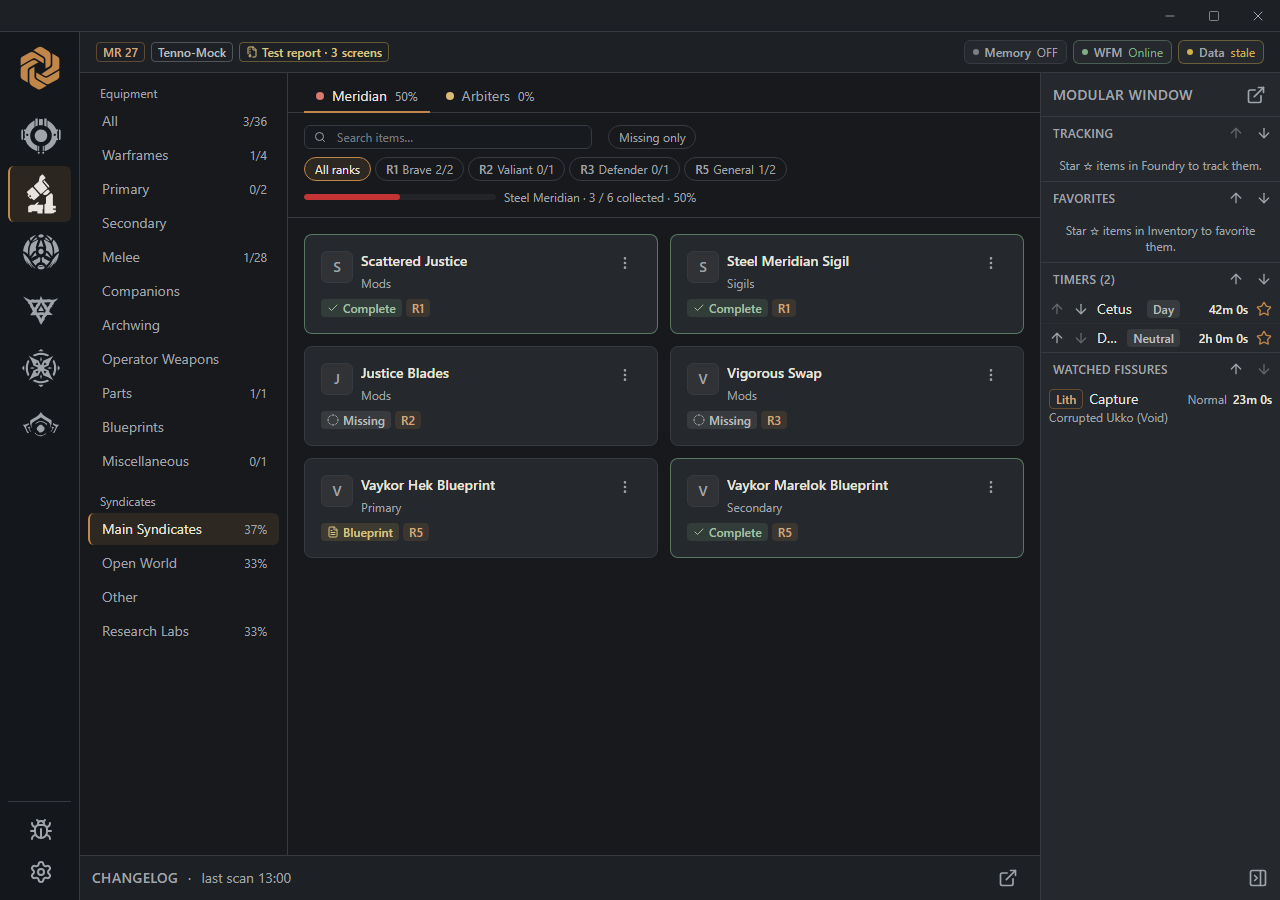 MR 27 Tenno-Mock Test report · 3 screens Memory OFF WFM Online Data stale
Equipment
All 3/36
Warframes 1/4
Primary 0/2
Secondary
Melee 1/28
Companions
Archwing
Operator Weapons
Parts 1/1
Blueprints
Miscellaneous 0/1
Syndicates
Main Syndicates 37%
Open World 33%
Other
Research Labs 33%
Meridian 50% Arbiters 0%
Search items... Missing only
All ranks R1 Brave 2/2 R2 Valiant 0/1 R3 Defender 0/1 R5 General 1/2
Steel Meridian · 3 / 6 collected · 50%
S Scattered Justice
Mods
Complete R1
S Steel Meridian Sigil
Sigils
Complete R1
J Justice Blades
Mods
Missing R2
V Vigorous Swap
Mods
Missing R3
V Vaykor Hek Blueprint
Primary
Blueprint R5
V Vaykor Marelok Blueprint
Secondary
Complete R5
MODULAR WINDOW
TRACKING
Star ☆ items in Foundry to track them.
FAVORITES
Star ☆ items in Inventory to favorite
them.
TIMERS (2)
Cetus Day 42m 0s
D... Neutral 2h 0m 0s
WATCHED FISSURES
Lith Capture Normal 23m 0s
Corrupted Ukko (Void)
CHANGELOG · last scan 13:00